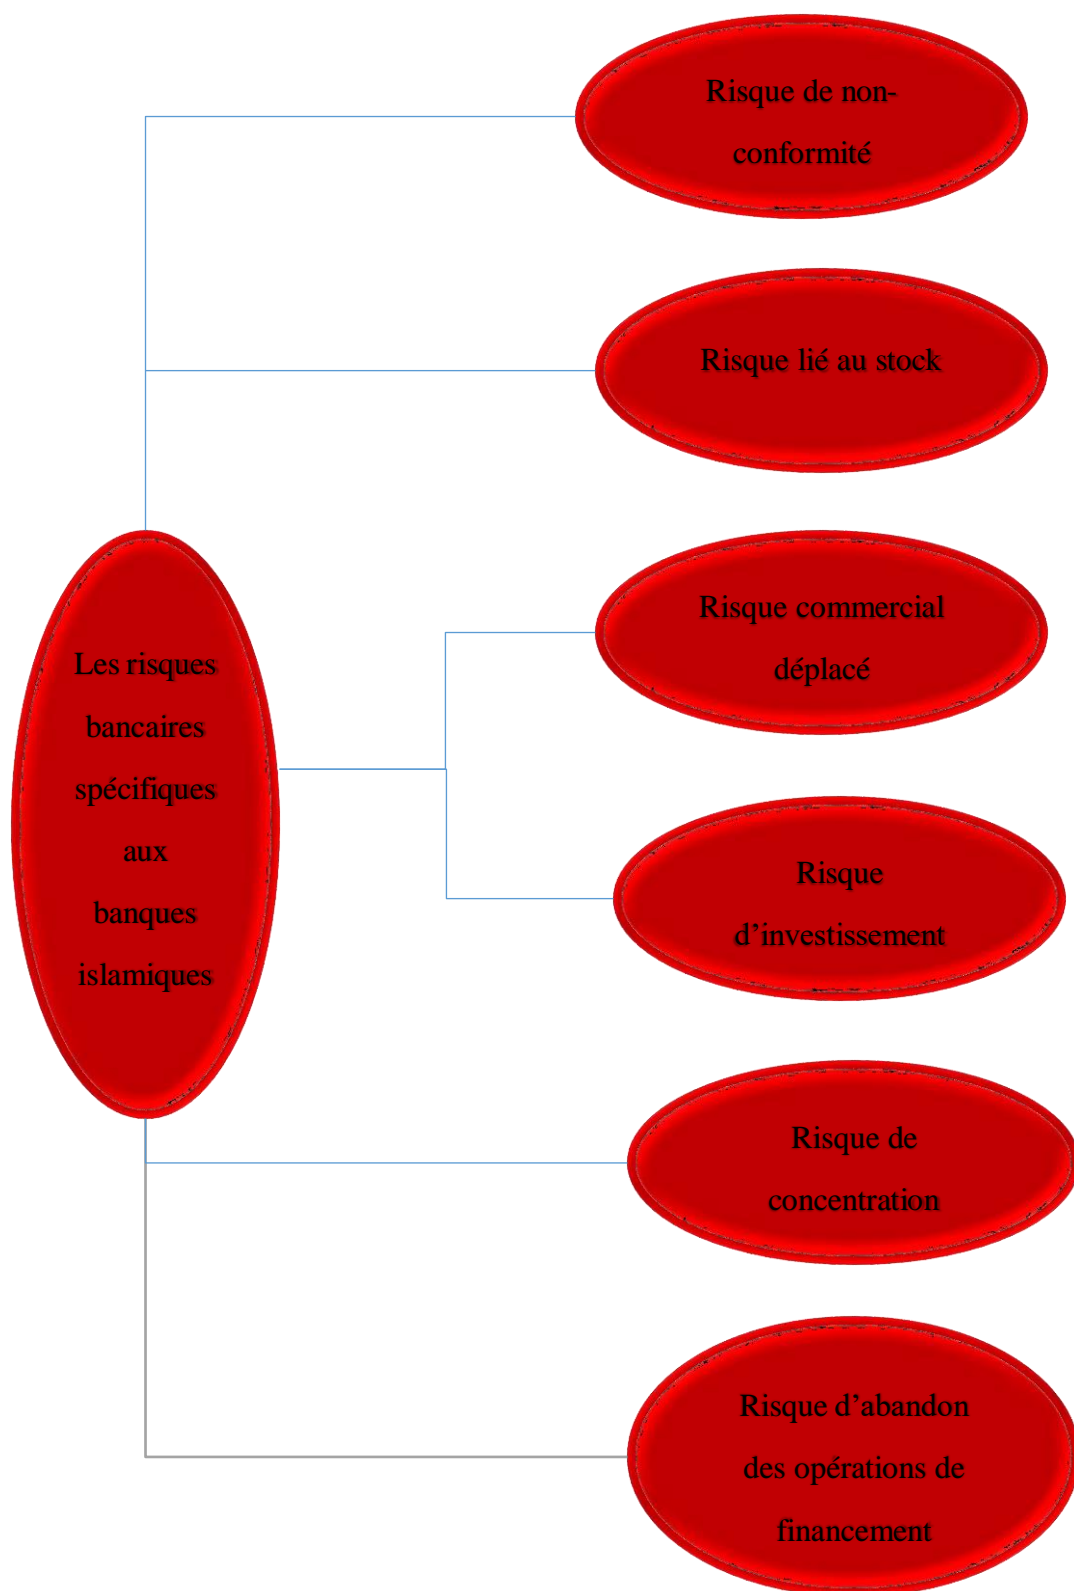 Risque de non-
conformité
Risque lié au stock
Risque commercial
déplacé
Les risques
bancaires
spécifiques
aux
banques
islamiques
Risque
d’investissement
Risque de
concentration
Risque d’abandon
des opérations de
financement